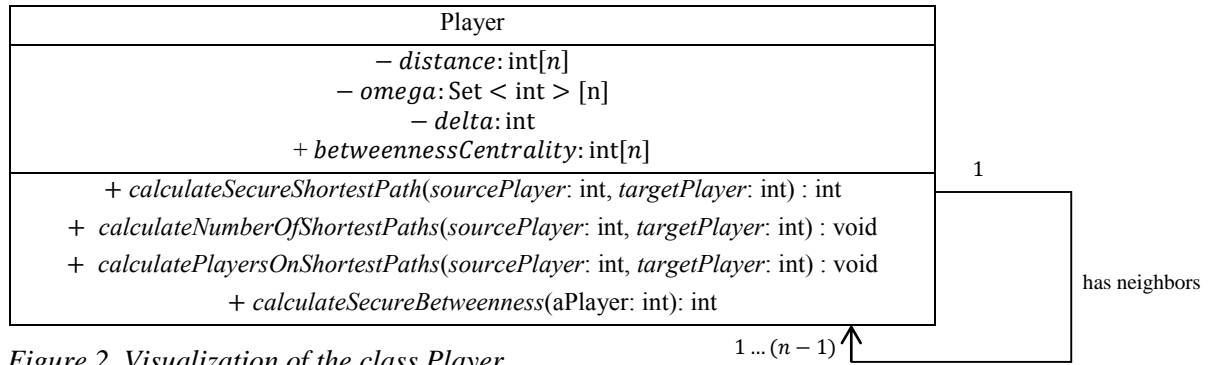 Player
− distance: int[n]
− omega: Set < int > [n]
− delta: int
+ betweennessCentrality: int[n]
+ calculateSecureShortestPath(sourcePlayer: int, targetPlayer: int) : int
+ calculateNumberOfShortestPaths(sourcePlayer: int, targetPlayer: int) : void
+ calculatePlayersOnShortestPaths(sourcePlayer: int, targetPlayer: int) : void
+ calculateSecureBetweenness(aPlayer: int): int
1
has neighbors
1 … (n − 1)
Figure 2. Visualization of the class Player